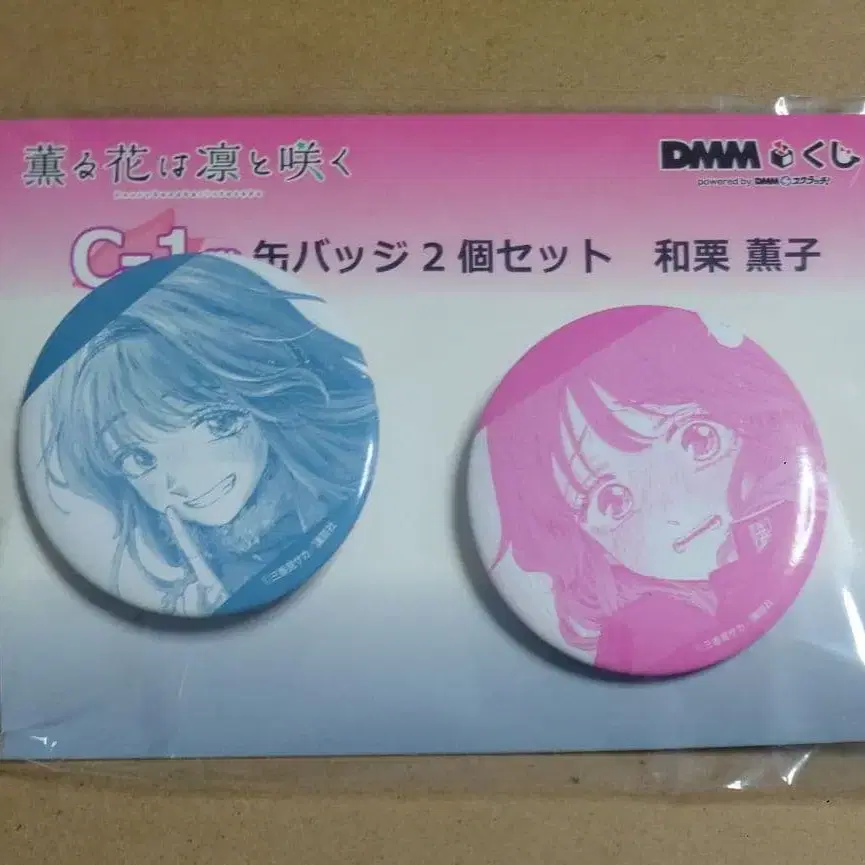 薫る花は凛と咲く
DMMくじ
powered by DMMスクラッチ!
C-1 缶バッジ2個セット 和栗 薫子
©三香見サカ/講談社
©三香見サカ/講談社